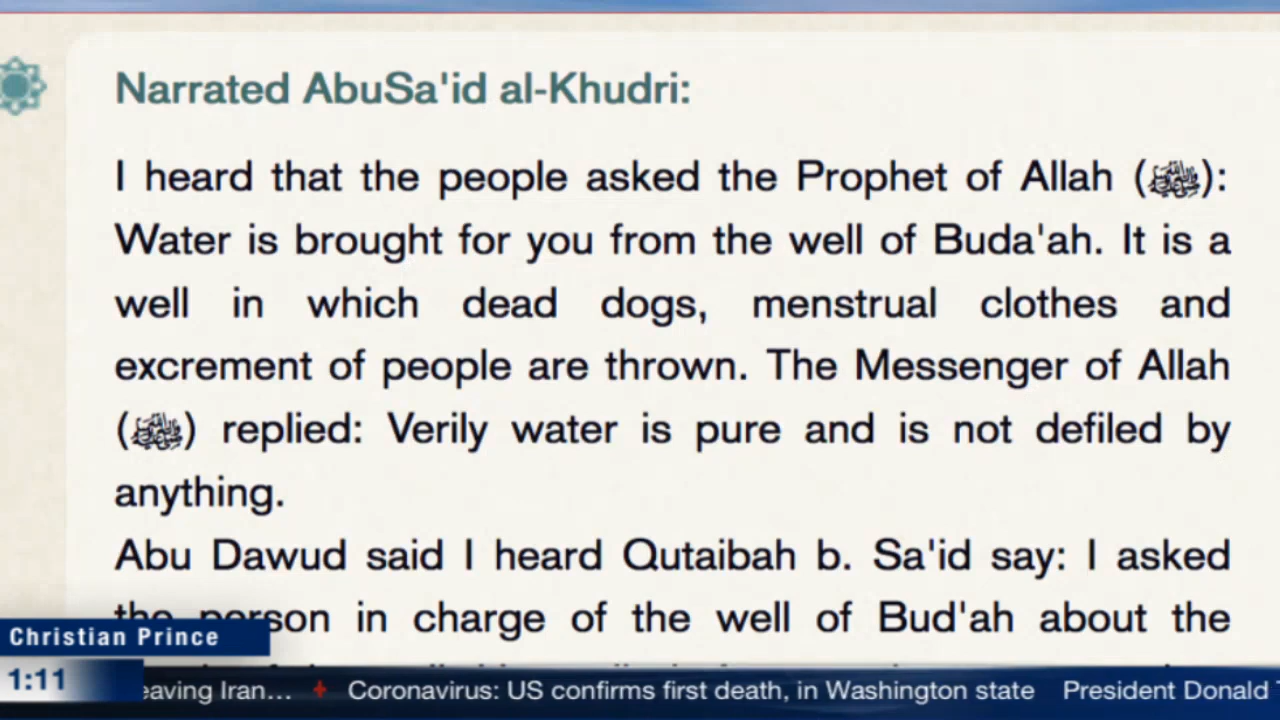 Narrated AbuSa'id al-Khudri:
I heard that the people asked the Prophet of Allah (ﷺ):
Water is brought for you from the well of Buda'ah. It is a
well in which dead dogs, menstrual clothes and
excrement of people are thrown. The Messenger of Allah
(ﷺ) replied: Verily water is pure and is not defiled by
anything.
Abu Dawud said I heard Qutaibah b. Sa'id say: I asked
the person in charge of the well of Bud'ah about the
Christian Prince
1:11
eaving Iran... Coronavirus: US confirms first death, in Washington state President Donald